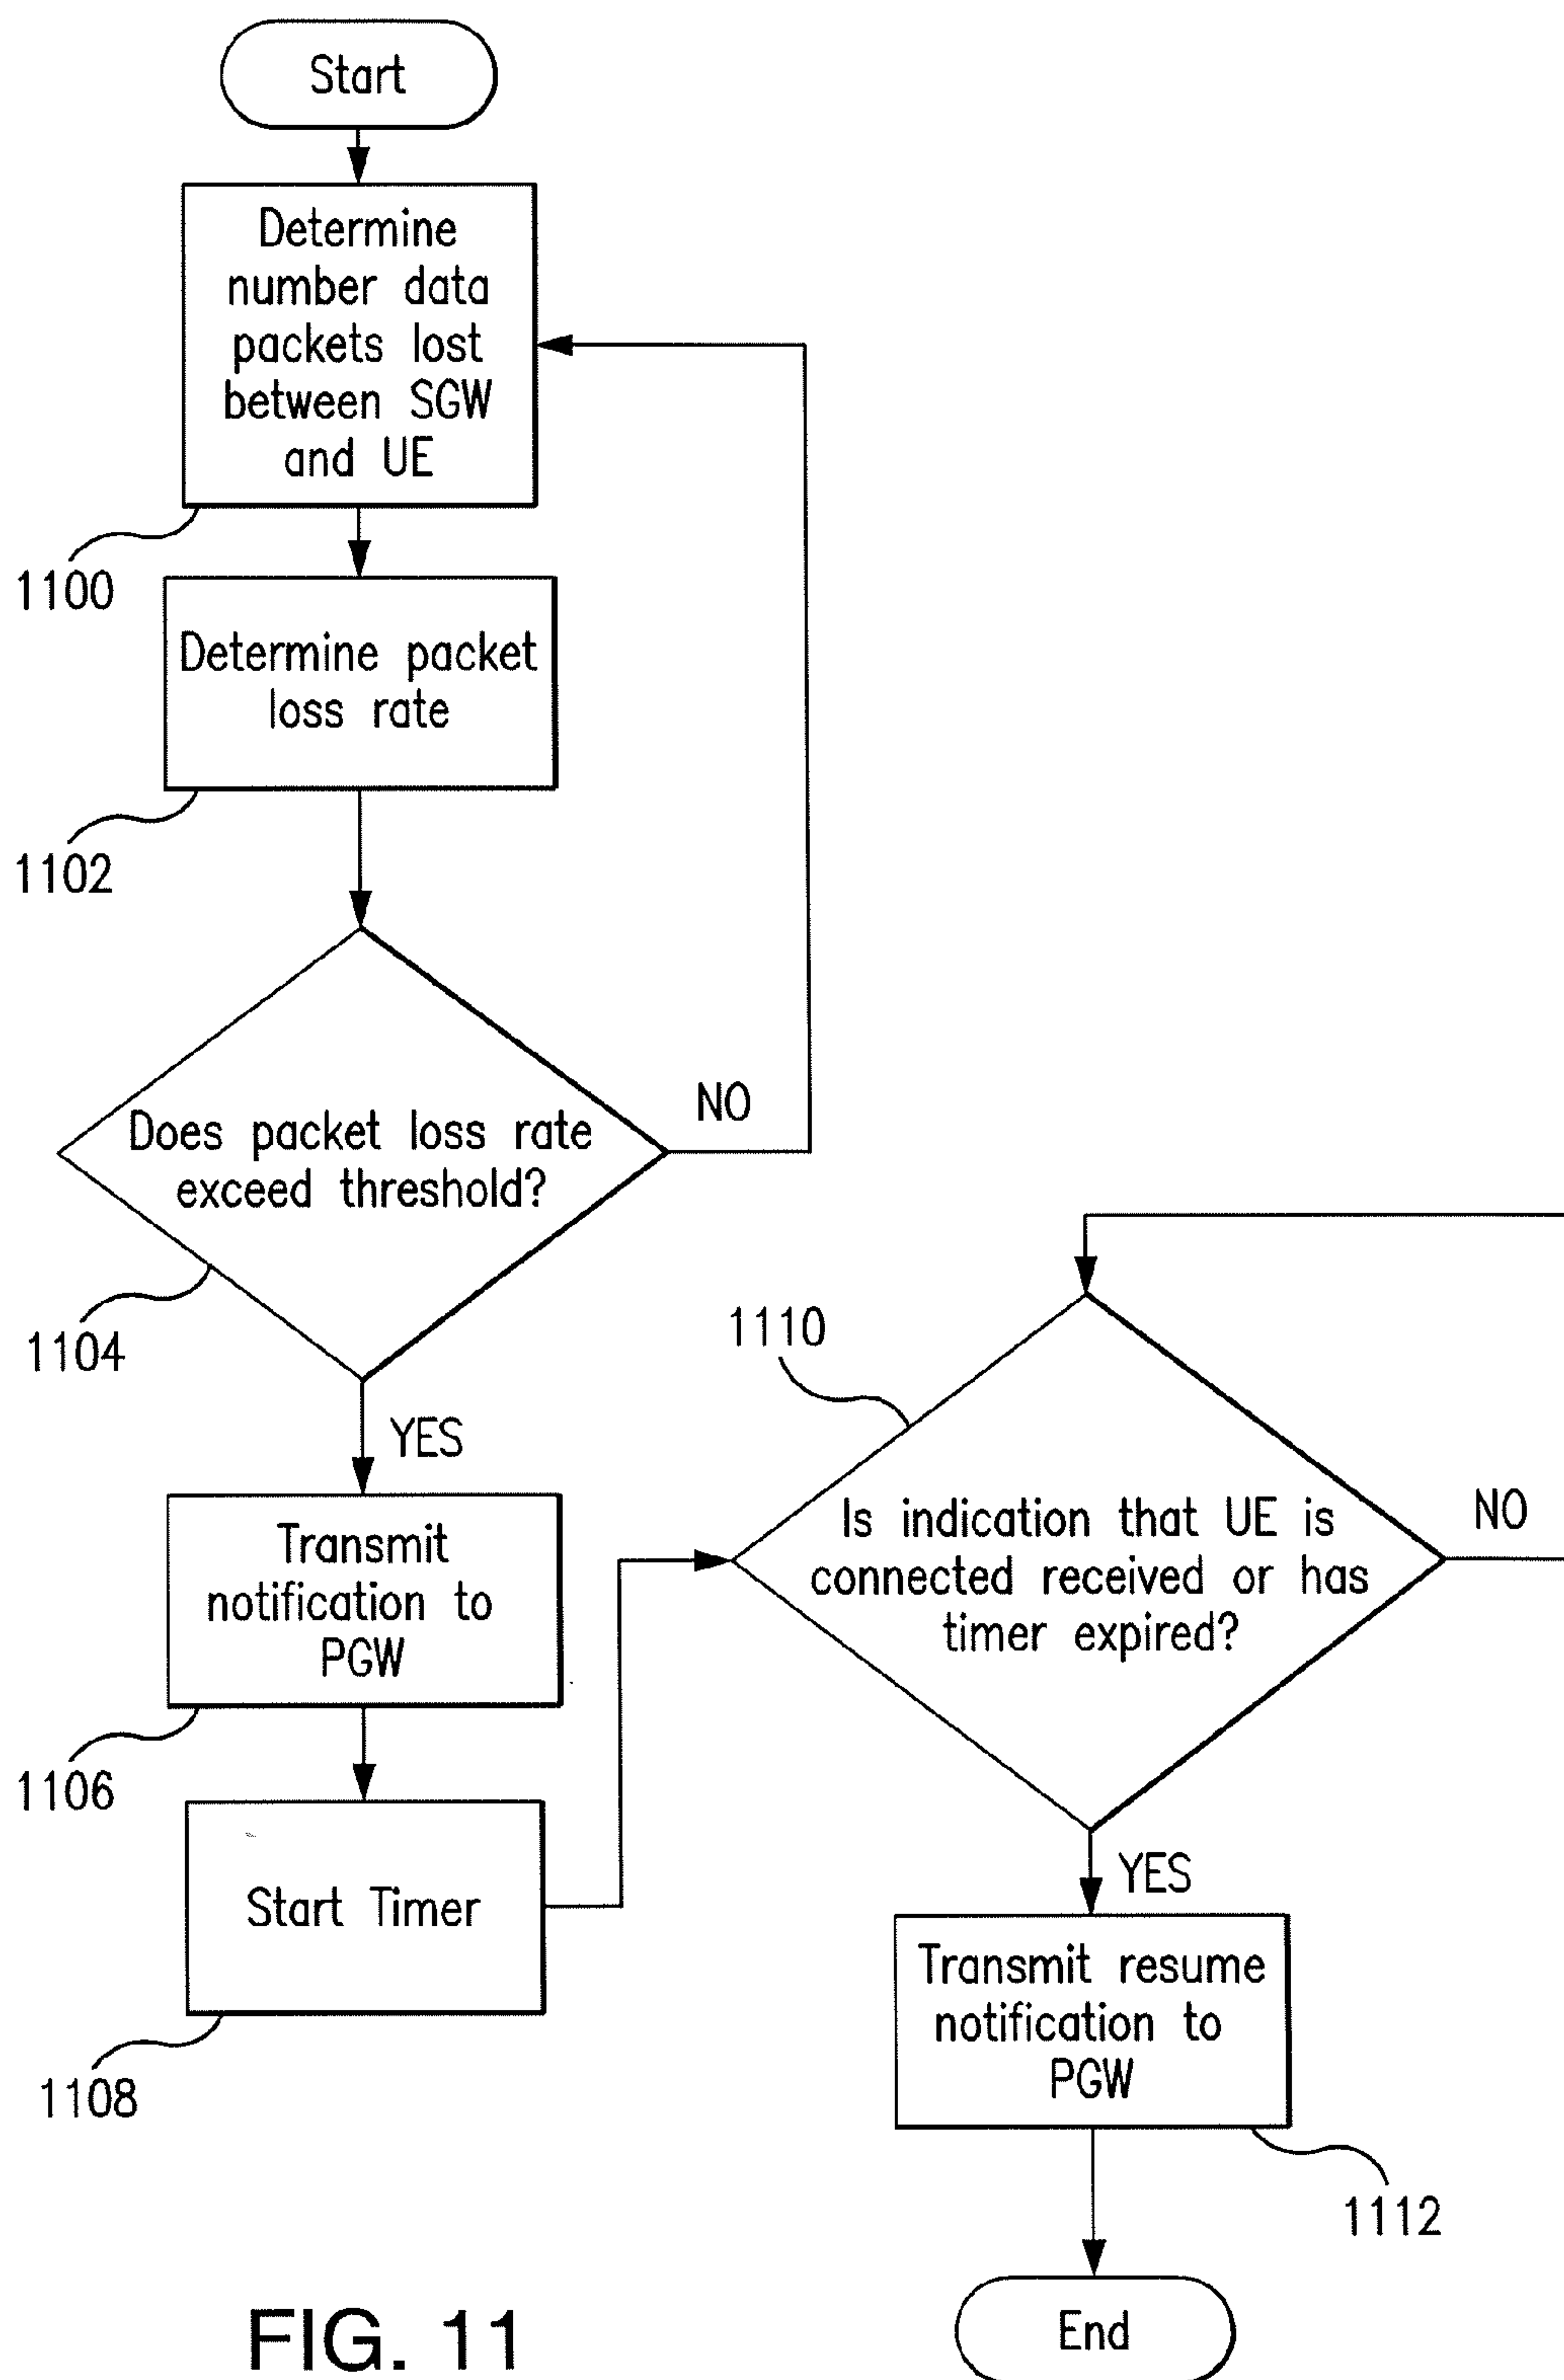 Start
Determine
number data
packets lost
between SGW
and UE
1100
Determine packet
loss rate
1102
Does packet loss rate
exceed threshold?
NO
1104
YES
Transmit
notification to
PGW
1106
Start Timer
1108
1110
Is indication that UE is
connected received or has
timer expired?
NO
YES
Transmit resume
notification to
PGW
1112
End
FIG. 11